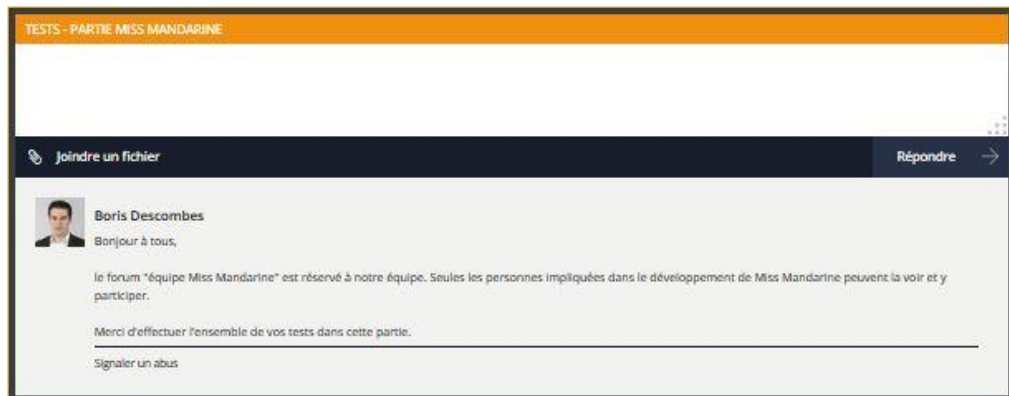 TESTS - PARTIE MISS MANDARINE
Joindre un fichier
Répondre
Boris Descombes
Bonjour à tous,
le forum "équipe Miss Mandarine" est réservé à notre équipe. Seules les personnes impliquées dans le développement de Miss Mandarine peuvent la voir et y
participer.
Merci d'effectuer l'ensemble de vos tests dans cette partie.
Signaler un abus